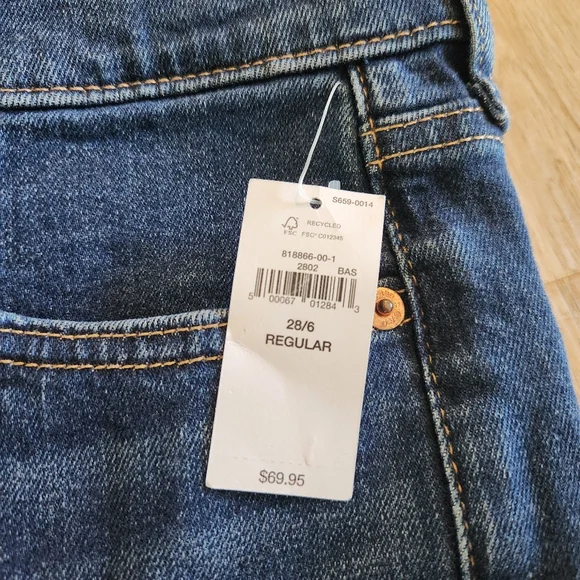 S659-0014
RECYCLED
FSC FSC® C012345
818866-00-1
2802 BAS
5 00067 01284 3
28/6
REGULAR
$69.95